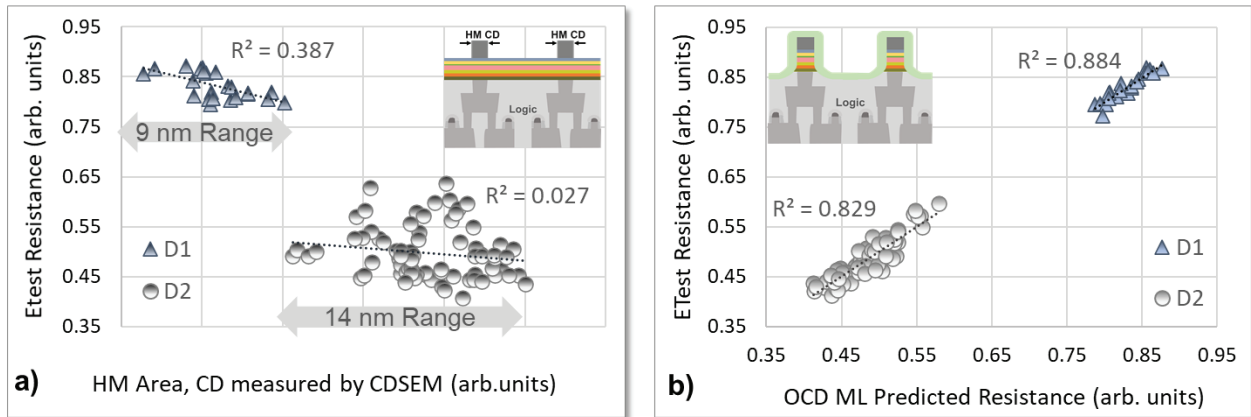 0.95
0.85
0.75
0.65
0.55
0.45
0.35
Etest Resistance (arb. units)
R² = 0.387
HM CD HM CD
Logic
9 nm Range
R² = 0.027
D1
D2
14 nm Range
a)
HM Area, CD measured by CDSEM (arb.units)
0.95
0.85
0.75
0.65
0.55
0.45
0.35
ETest Resistance (arb. units)
Logic
R² = 0.884
R² = 0.829
D1
D2
0.35 0.45 0.55 0.65 0.75 0.85 0.95
b)
OCD ML Predicted Resistance (arb. units)